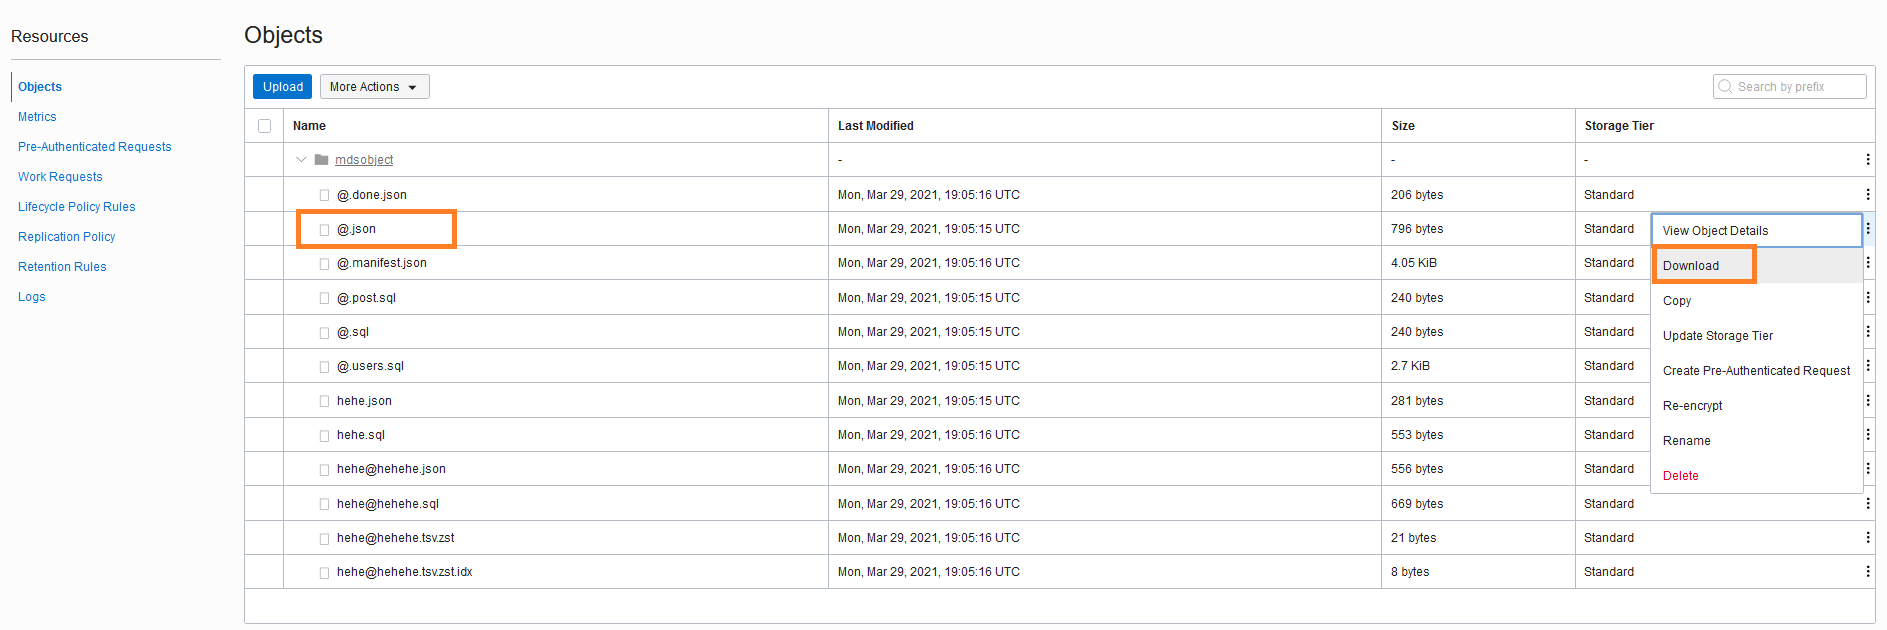 Resources
Objects
Metrics
Pre-Authenticated Requests
Work Requests
Lifecycle Policy Rules
Replication Policy
Retention Rules
Logs
Objects
Upload More Actions Search by prefix
Name Last Modified Size Storage Tier
mdsobject - - -
@.done.json Mon, Mar 29, 2021, 19:05:16 UTC 206 bytes Standard
@.json Mon, Mar 29, 2021, 19:05:15 UTC 796 bytes Standard
@.manifest.json Mon, Mar 29, 2021, 19:05:16 UTC 4.05 KiB Standard
@.post.sql Mon, Mar 29, 2021, 19:05:15 UTC 240 bytes Standard
@.sql Mon, Mar 29, 2021, 19:05:15 UTC 240 bytes Standard
@.users.sql Mon, Mar 29, 2021, 19:05:15 UTC 2.7 KiB Standard
hehe.json Mon, Mar 29, 2021, 19:05:15 UTC 281 bytes Standard
hehe.sql Mon, Mar 29, 2021, 19:05:16 UTC 553 bytes Standard
hehe@hehehe.json Mon, Mar 29, 2021, 19:05:16 UTC 556 bytes Standard
hehe@hehehe.sql Mon, Mar 29, 2021, 19:05:16 UTC 669 bytes Standard
hehe@hehehe.tsv.zst Mon, Mar 29, 2021, 19:05:16 UTC 21 bytes Standard
hehe@hehehe.tsv.zst.idx Mon, Mar 29, 2021, 19:05:16 UTC 8 bytes Standard
View Object Details
Download
Copy
Update Storage Tier
Create Pre-Authenticated Request
Re-encrypt
Rename
Delete